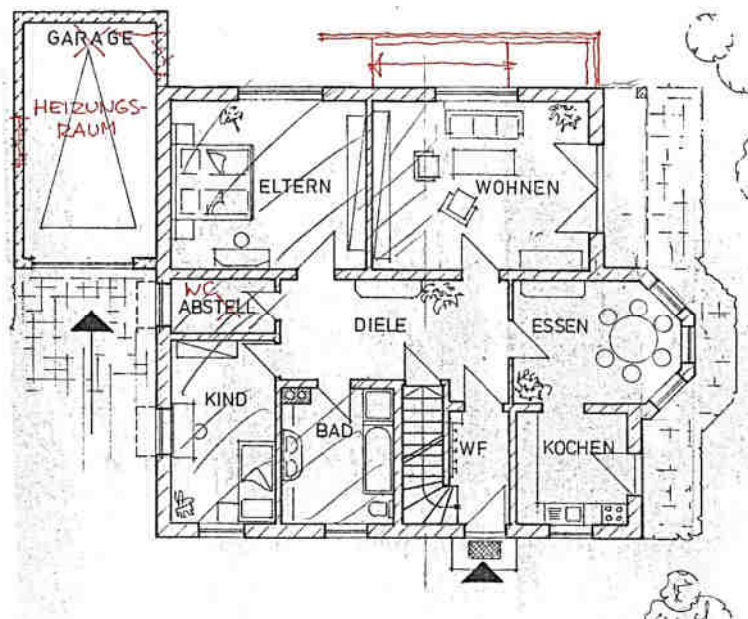 GARAGE
HEIZUNGS-
RAUM
ELTERN
WOHNEN
WC
ABSTELL
DIELE
ESSEN
KIND
BAD
WF
KOCHEN